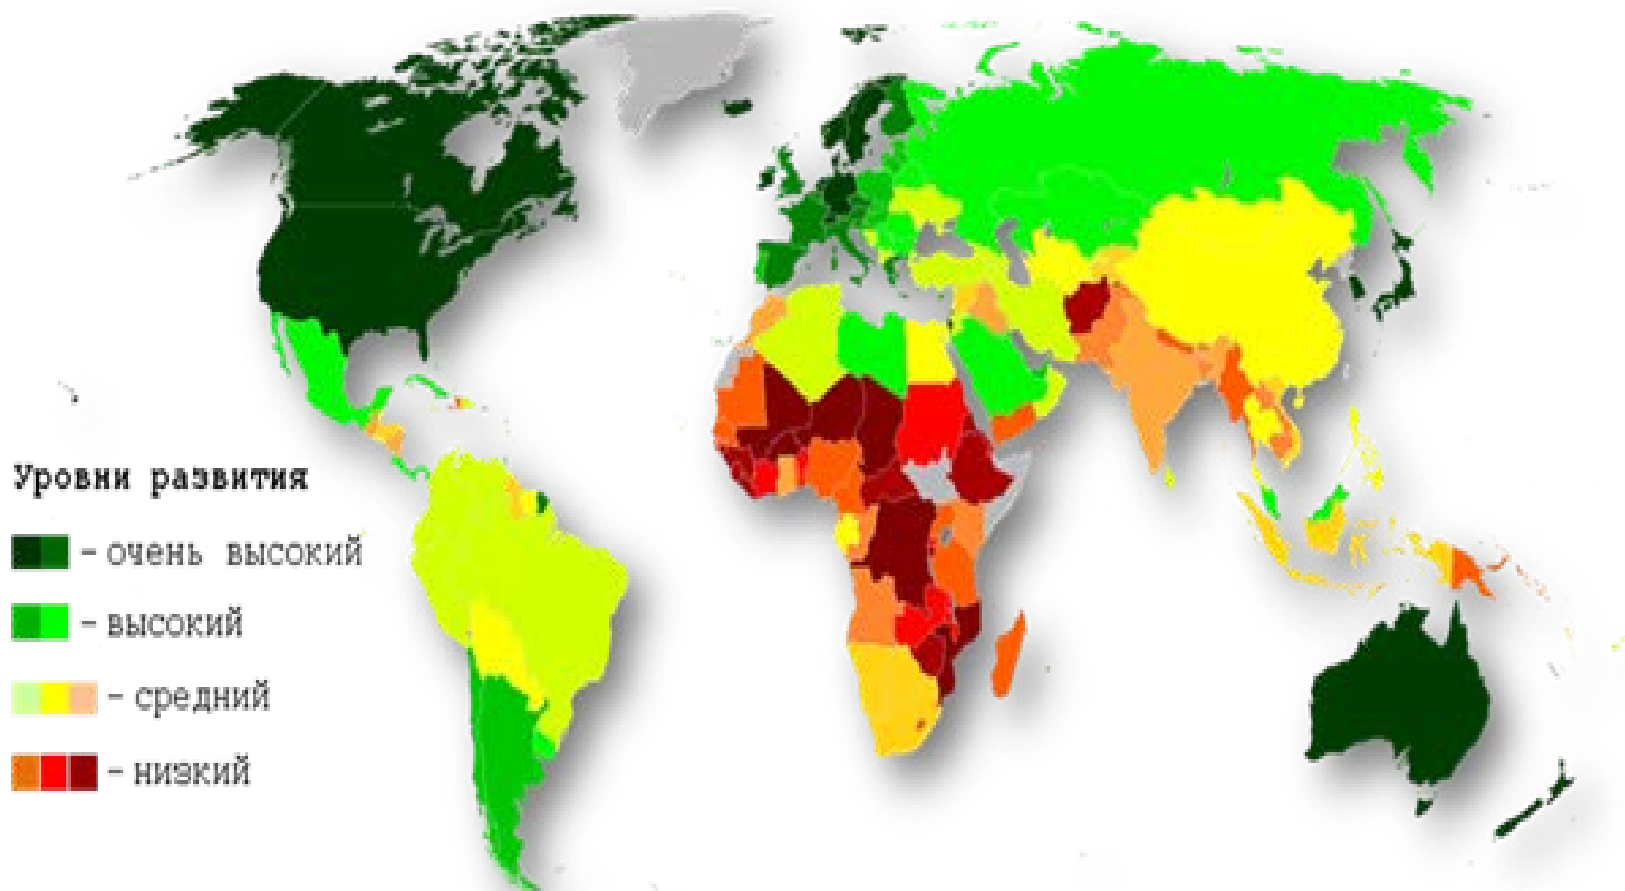 Уровни развития
- очень высокий
- высокий
- средний
- низкий